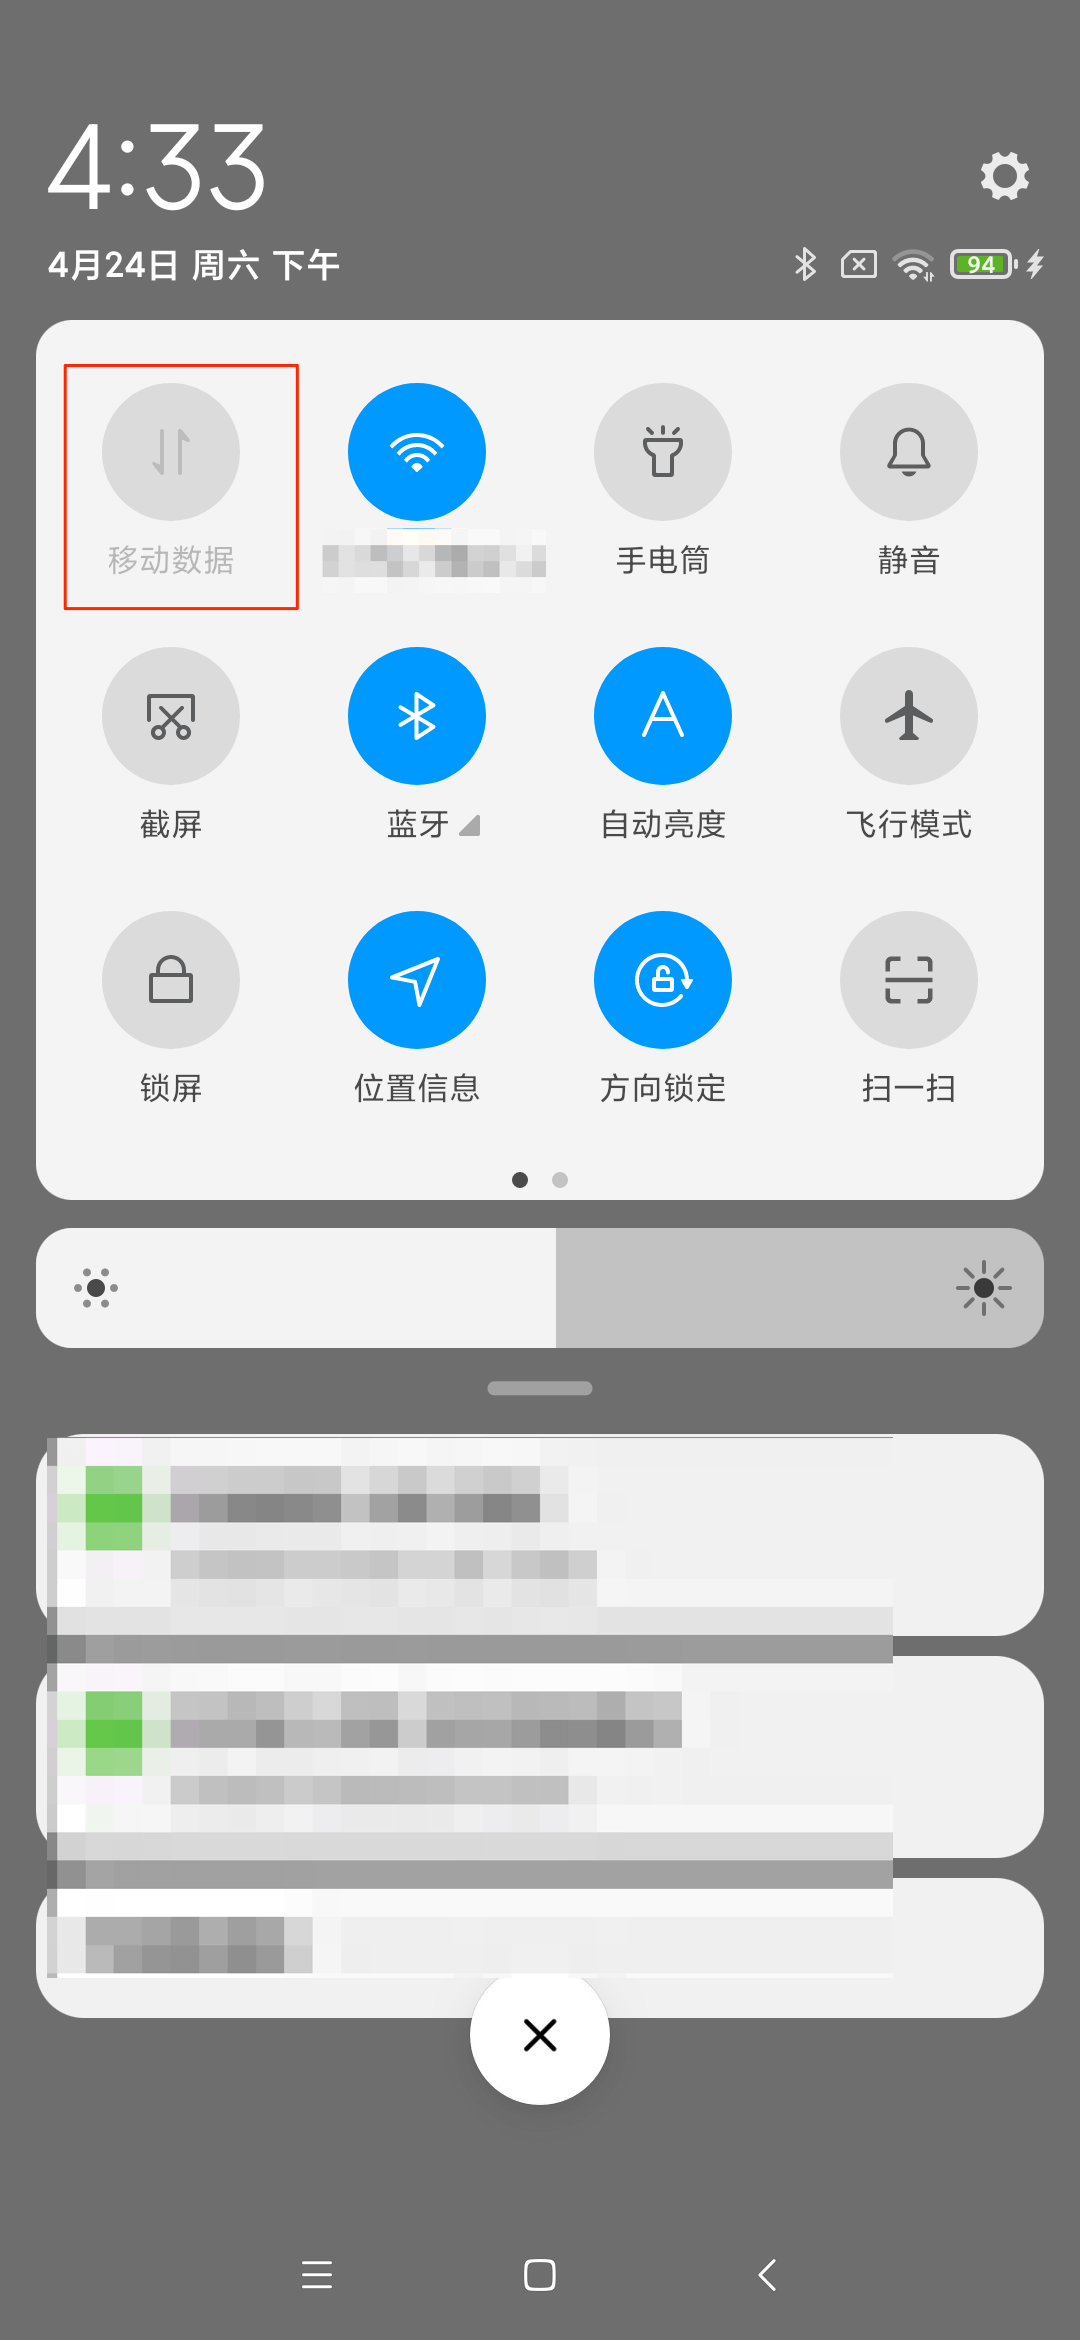 4:33
4月24日 周六 下午
94
移动数据
手电筒
静音
截屏
蓝牙
自动亮度
飞行模式
锁屏
位置信息
方向锁定
扫一扫